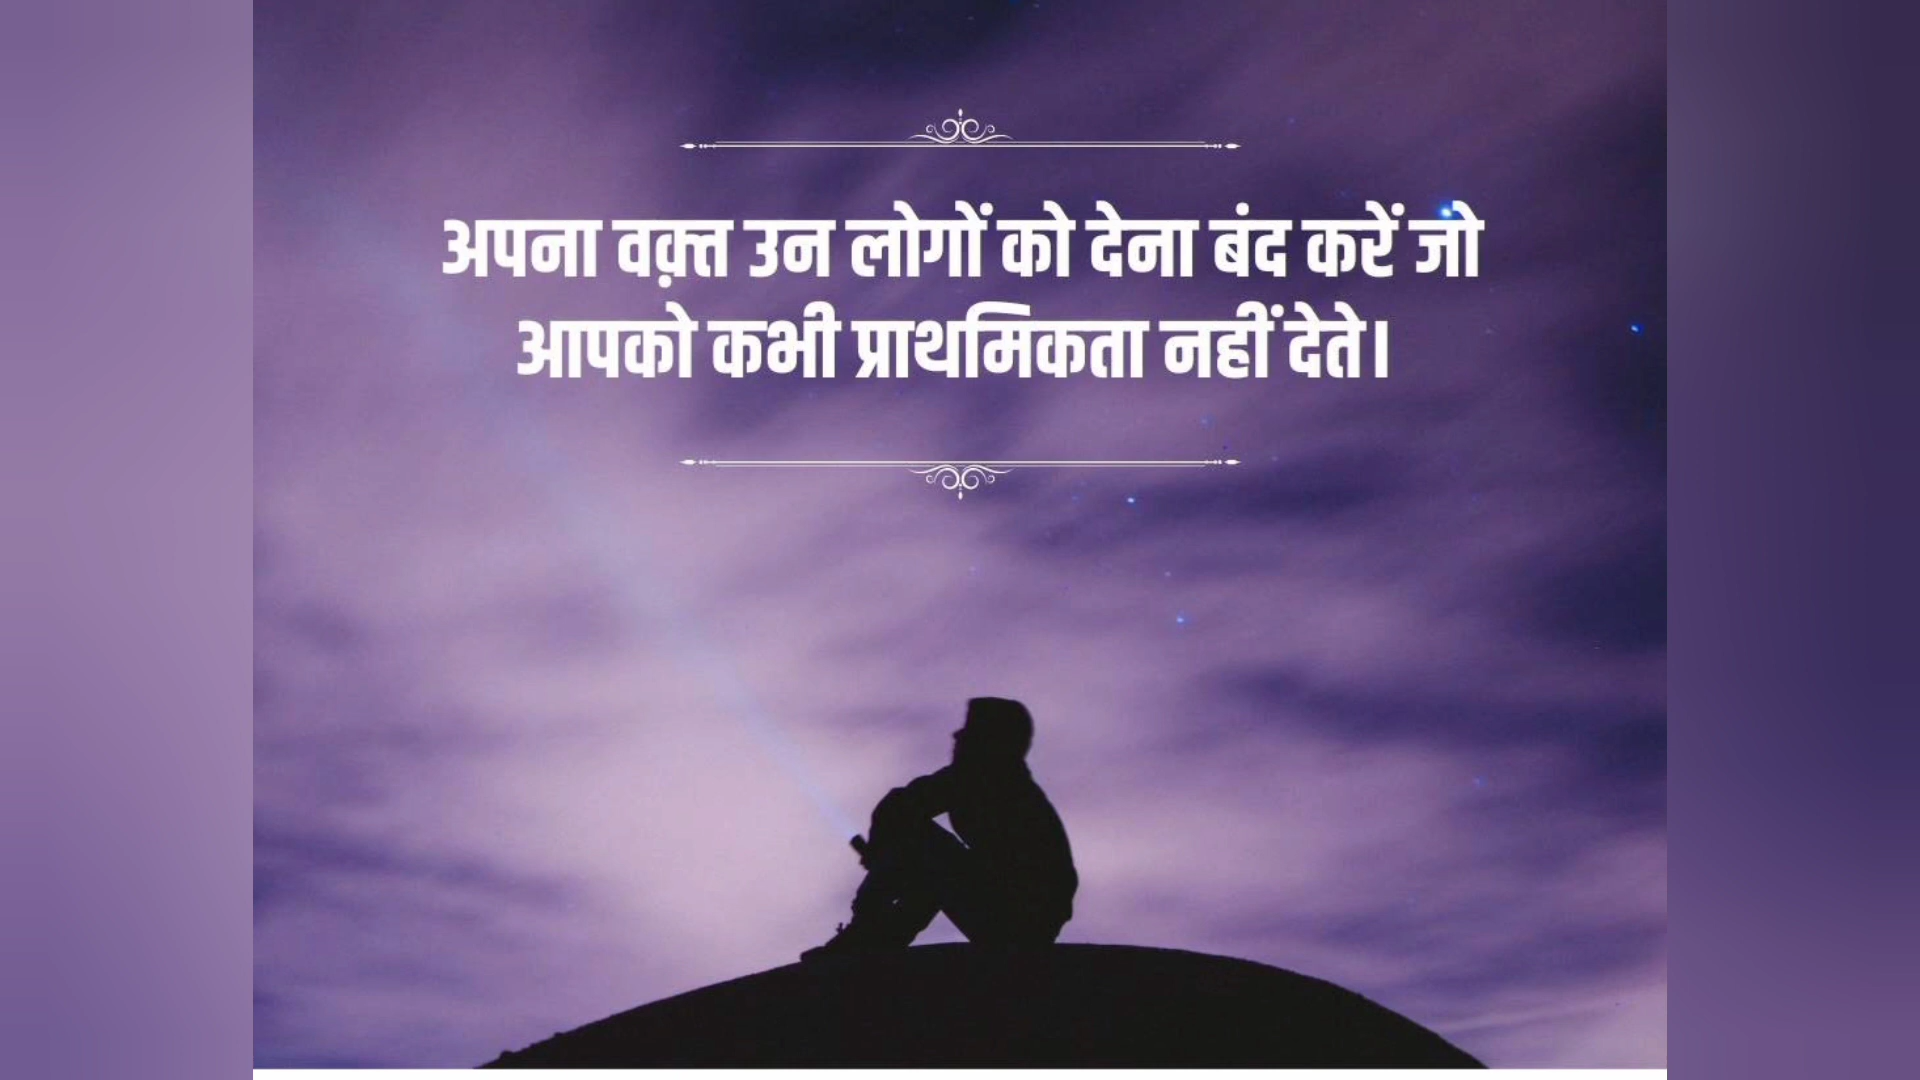 अपना वक़्त उन लोगों को देना बंद करें जो
आपको कभी प्राथमिकता नहीं देते।